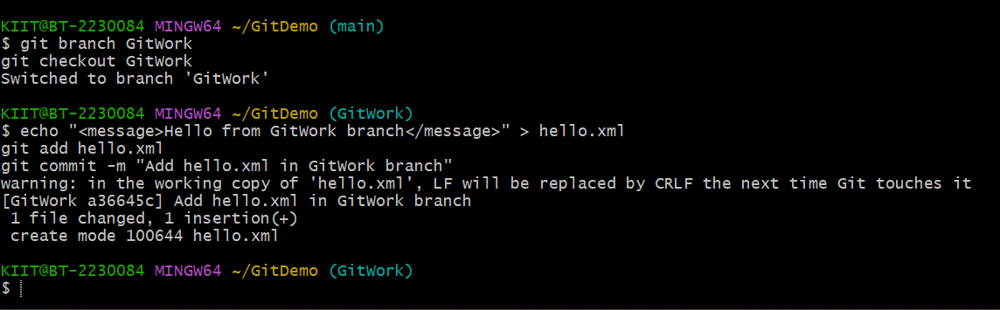 KIIT@BT-2230084 MINGW64 ~/GitDemo (main)
$ git branch GitWork
git checkout GitWork
Switched to branch 'GitWork'
KIIT@BT-2230084 MINGW64 ~/GitDemo (GitWork)
$ echo "<message>Hello from GitWork branch</message>" > hello.xml
git add hello.xml
git commit -m "Add hello.xml in GitWork branch"
warning: in the working copy of 'hello.xml', LF will be replaced by CRLF the next time Git touches it
[GitWork a36645c] Add hello.xml in GitWork branch
 1 file changed, 1 insertion(+)
 create mode 100644 hello.xml
KIIT@BT-2230084 MINGW64 ~/GitDemo (GitWork)
$